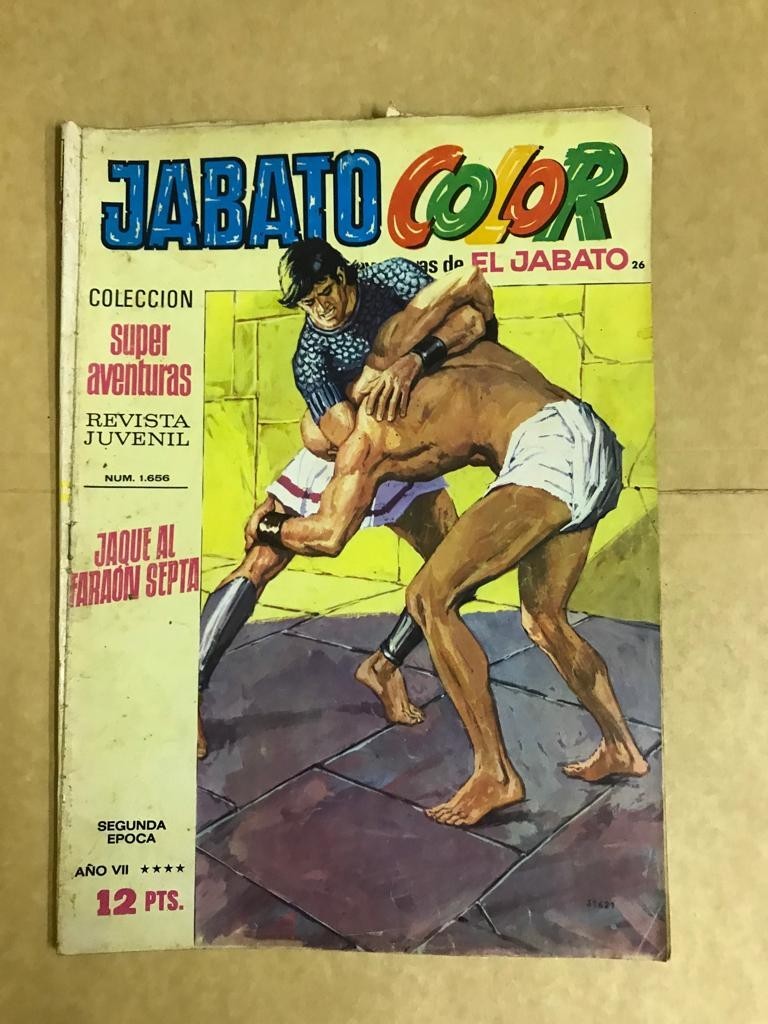 JABATO COLOR
as de EL JABATO 26
COLECCION
super
aventuras
REVISTA
JUVENIL
NUM. 1.656
JAQUE AL
FARAÓN SEPTA
SEGUNDA
EPOCA
AÑO VII ★★★★
12 PTS.